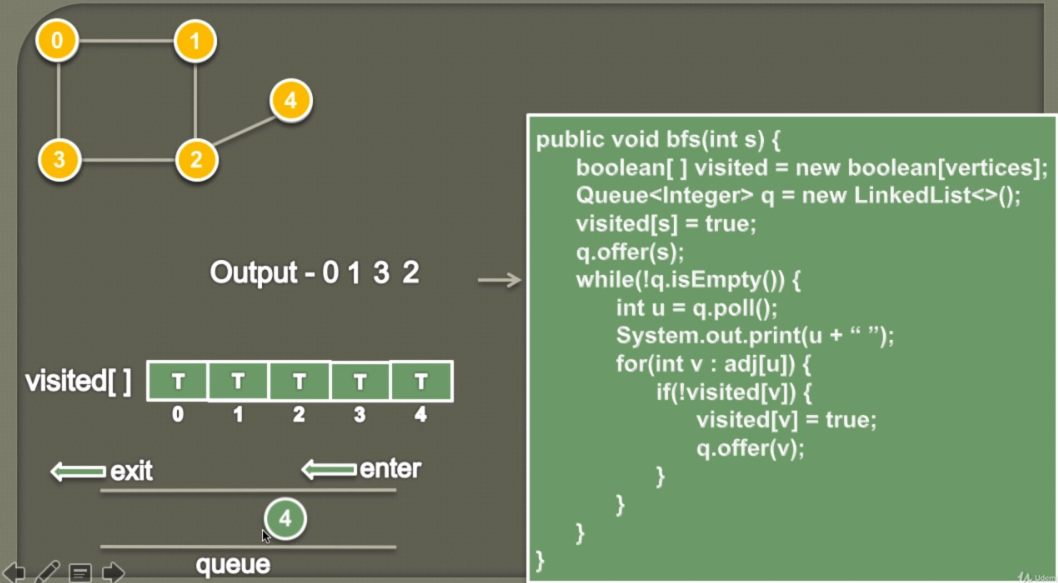 0 1
4
3 2
Output - 0 1 3 2
visited[ ] T T T T T
0 1 2 3 4
exit enter
4
queue
public void bfs(int s) {
boolean[ ] visited = new boolean[vertices];
Queue<Integer> q = new LinkedList<>();
visited[s] = true;
q.offer(s);
while(!q.isEmpty()) {
int u = q.poll();
System.out.print(u + “ ”);
for(int v : adj[u]) {
if(!visited[v]) {
visited[v] = true;
q.offer(v);
}
}
}
}
Udem